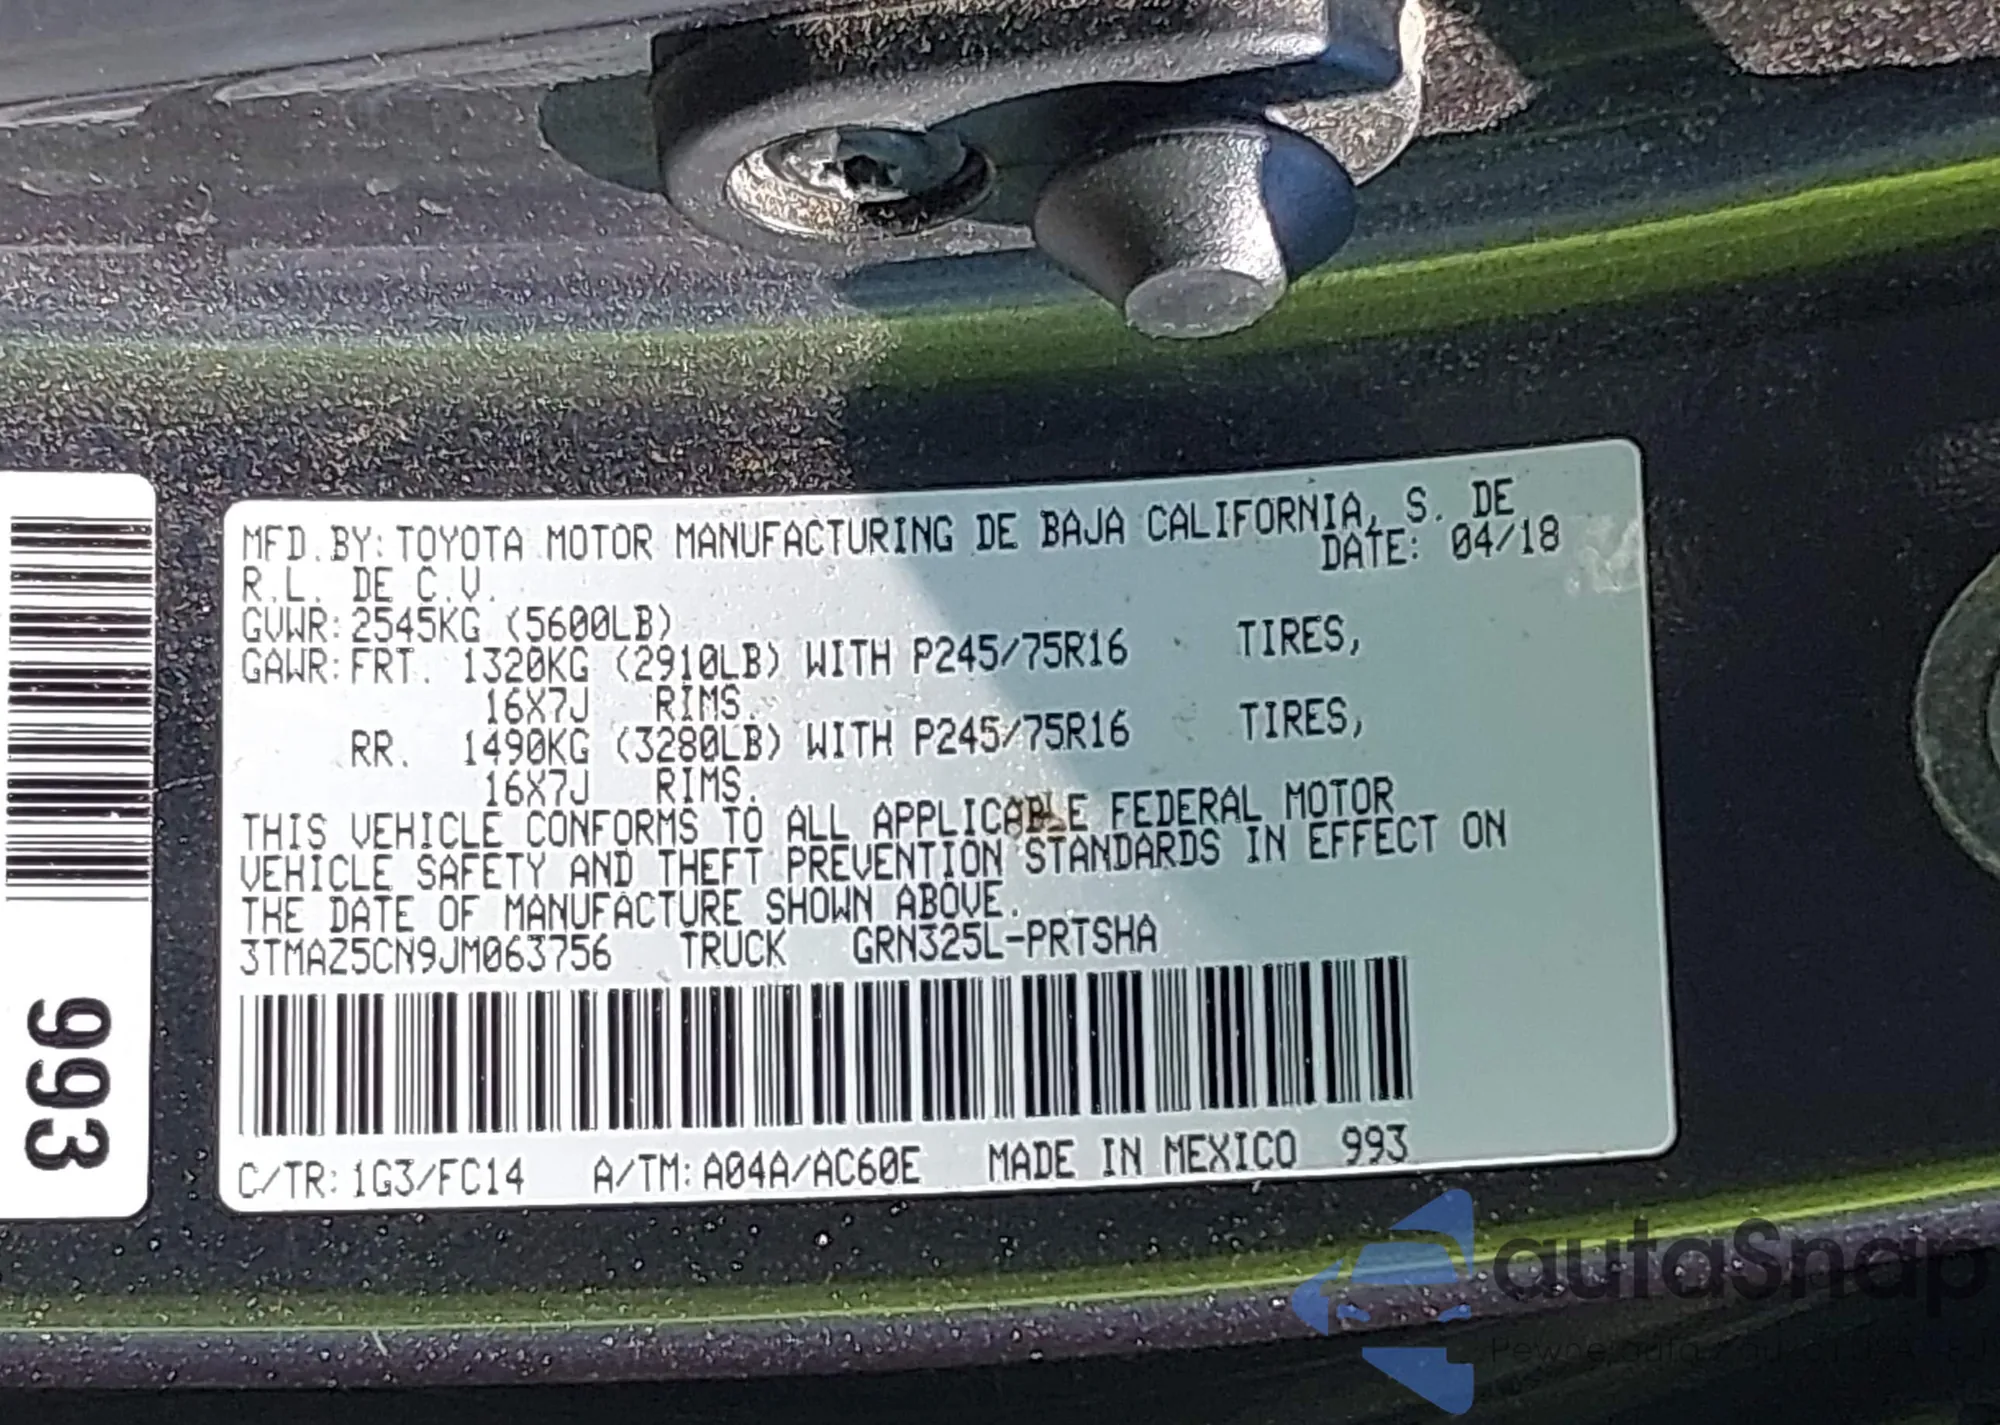 MFD.BY:TOYOTA MOTOR MANUFACTURING DE BAJA CALIFORNIA, S. DE
R.L. DE C.V. DATE: 04/18
GVWR:2545KG (5600LB)
GAWR:FRT. 1320KG (2910LB) WITH P245/75R16 TIRES,
16X7J RIMS.
RR. 1490KG (3280LB) WITH P245/75R16 TIRES,
16X7J RIMS.
THIS VEHICLE CONFORMS TO ALL APPLICABLE FEDERAL MOTOR
VEHICLE SAFETY AND THEFT PREVENTION STANDARDS IN EFFECT ON
THE DATE OF MANUFACTURE SHOWN ABOVE.
3TMAZ5CN9JM063756 TRUCK GRN325L-PRTSHA
C/TR:1G3/FC14 A/TM:A04A/AC60E MADE IN MEXICO 993
993
autaSnap
Pewne auta z